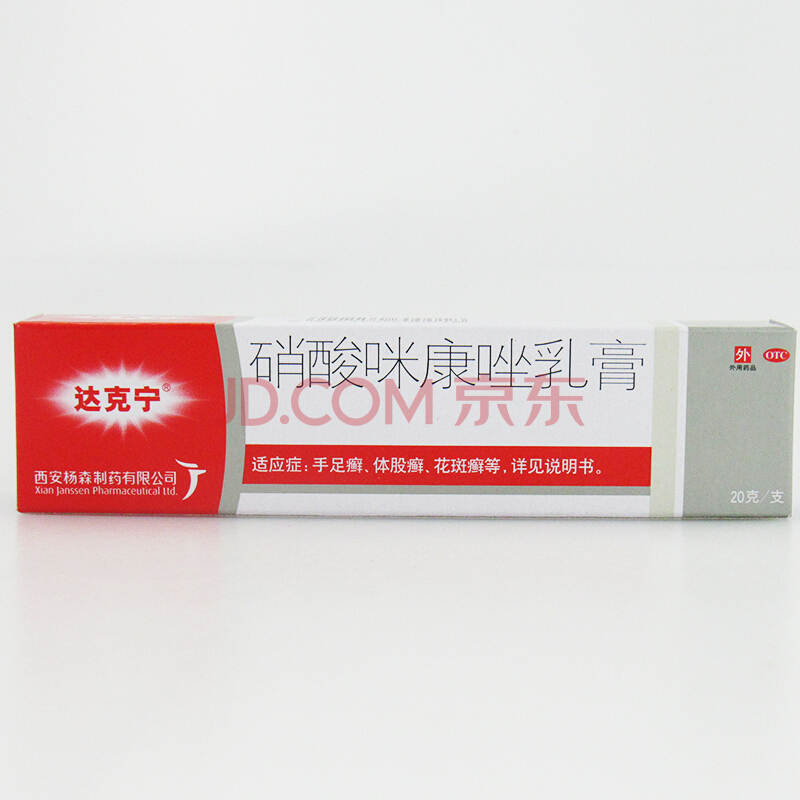 硝酸咪康唑乳膏
达克宁®
JD.COM 京东
外
OTC
外用药品
适应症：手足癣、体股癣、花斑癣等，详见说明书。
西安杨森制药有限公司
Xian Janssen Pharmaceutical Ltd.
20克/支